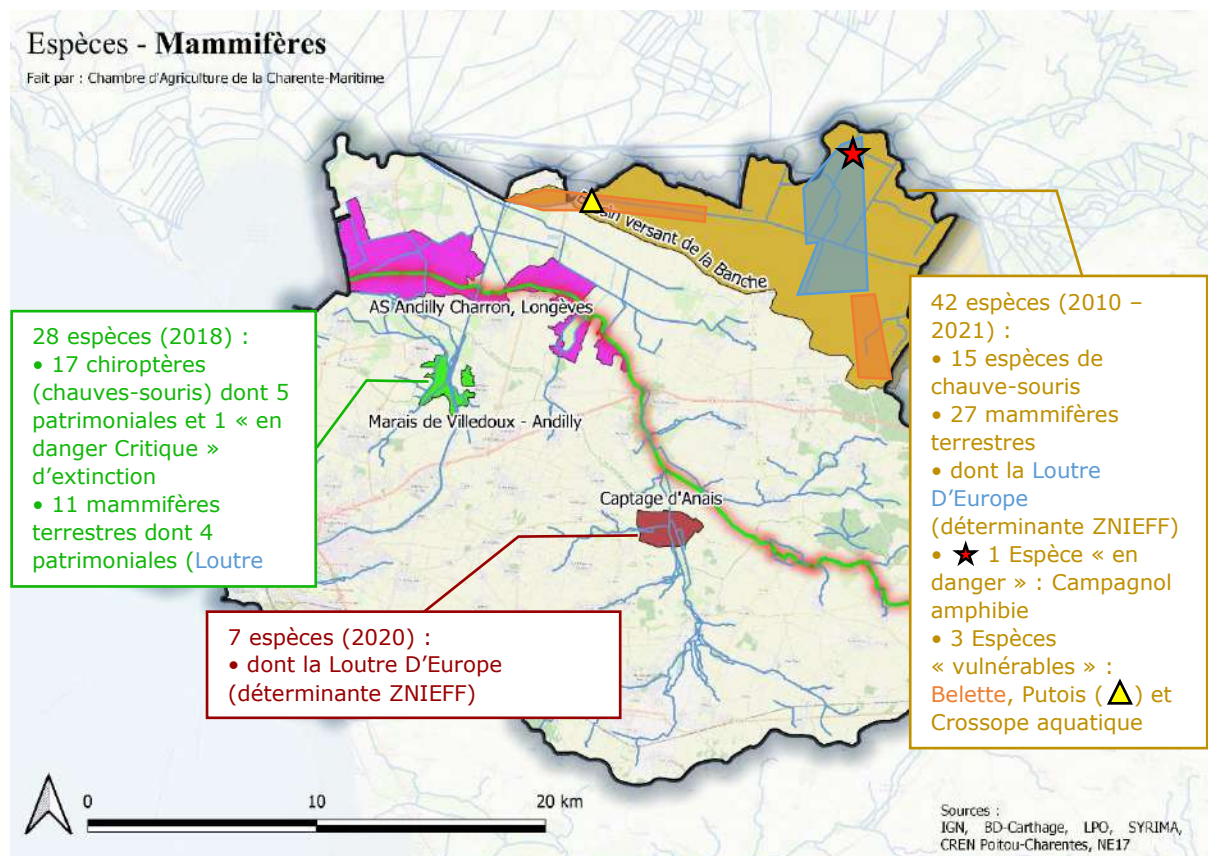 Espèces - Mammifères
Fait par : Chambre d'Agriculture de la Charente-Maritime
Bassin versant de la Banche
AS Andilly Charron, Longèves
Marais de Villedoux - Andilly
Captage d'Anais
28 espèces (2018) :
• 17 chiroptères
(chauves-souris) dont 5
patrimoniales et 1 « en
danger Critique »
d'extinction
• 11 mammifères
terrestres dont 4
patrimoniales (Loutre
7 espèces (2020) :
• dont la Loutre D'Europe
(déterminante ZNIEFF)
42 espèces (2010 –
2021) :
• 15 espèces de
chauve-souris
• 27 mammifères
terrestres
• dont la Loutre
D'Europe
(déterminante ZNIEFF)
• 1 Espèce « en
danger » : Campagnol
amphibie
• 3 Espèces
« vulnérables » :
Belette, Putois ( ) et
Crossope aquatique
0 10 20 km
Sources :
IGN, BD-Carthage, LPO, SYRIMA,
CREN Poitou-Charentes, NE17